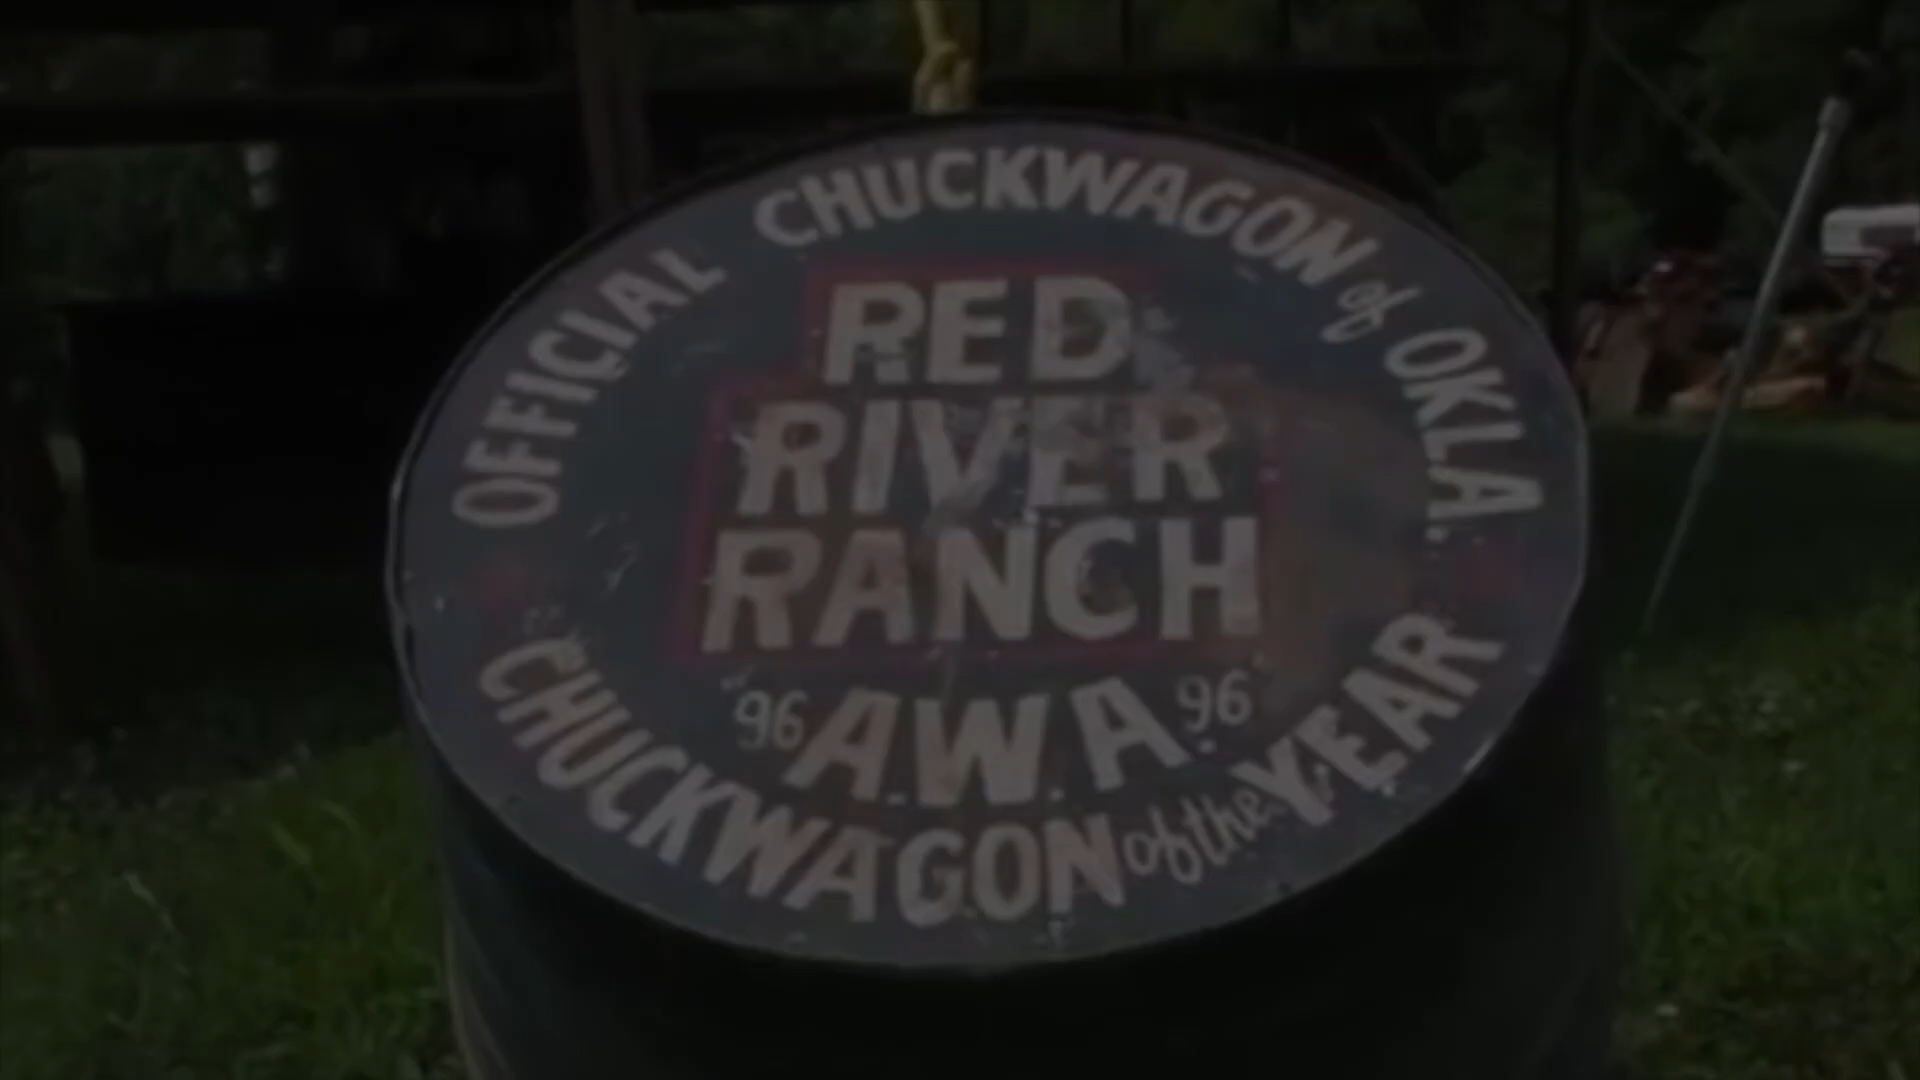 OFFICIAL CHUCKWAGON of OKLA.
RED
RIVER
RANCH
'96 A.W.A. '96
CHUCKWAGON of the YEAR